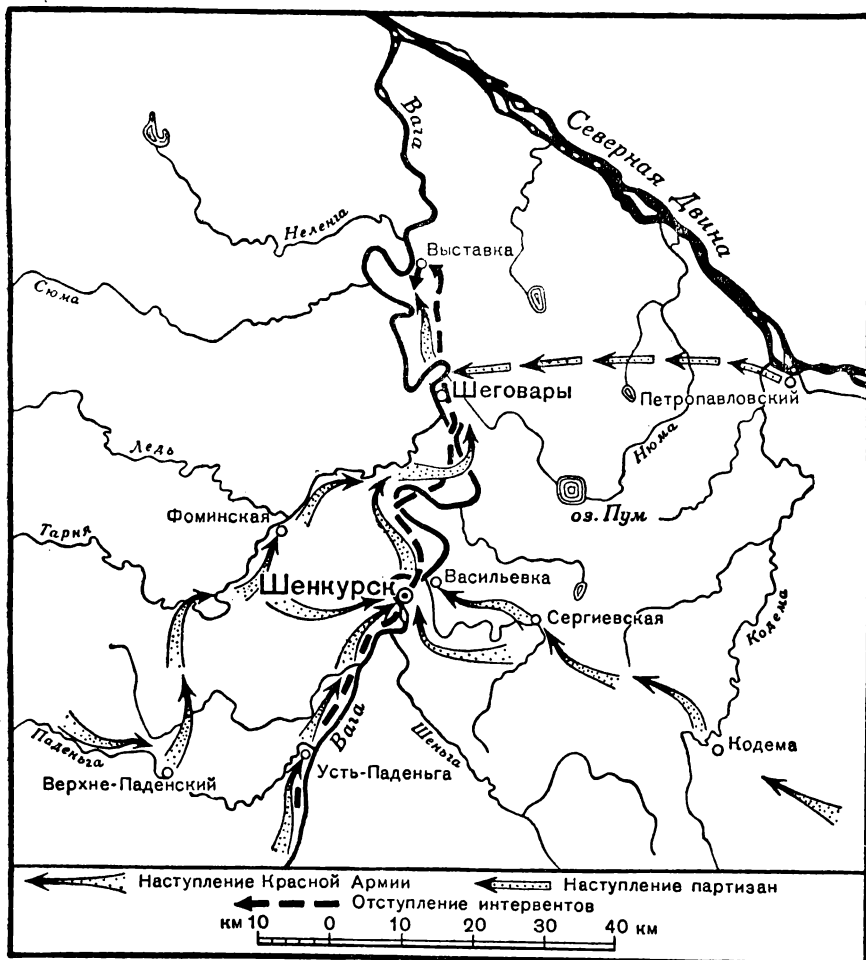 Вага
Северная Двина
Неленга
Выставка
Сюма
Шеговары
Петропавловский
Нюма
Ледь
Фоминская
оз. Пум
Тарня
Шенкурск
Васильевка
Сергиевская
Кодема
Паденьга
Вага
Шеньга
Кодема
Верхне-Паденский
Усть-Паденьга
Наступление Красной Армии
Наступление партизан
Отступление интервентов
км 10 0 10 20 30 40 км